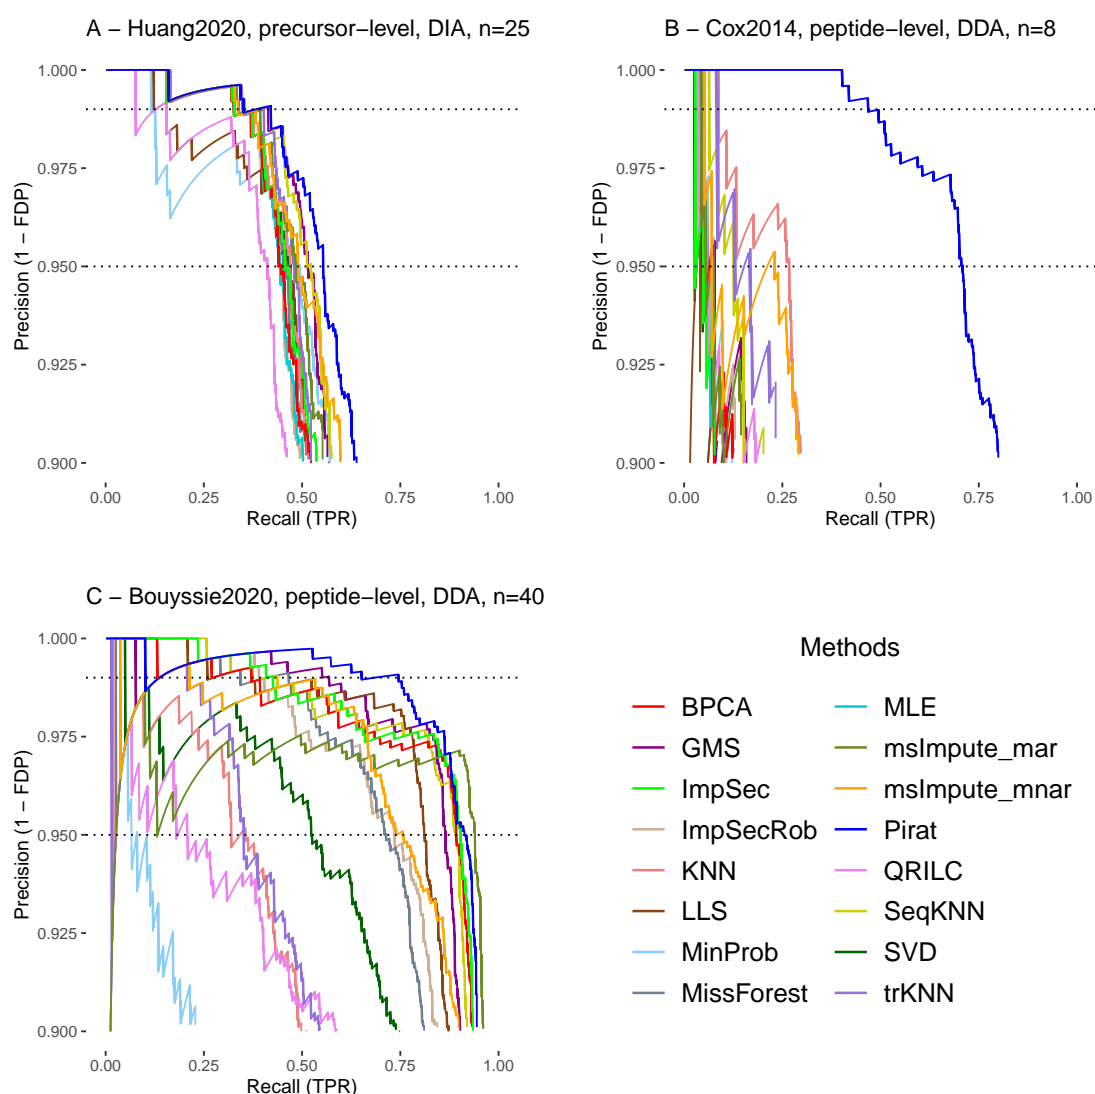 A − Huang2020, precursor−level, DIA, n=25
1.000
0.975
0.950
0.925
0.900
Precision (1 − FDP)
0.00 0.25 0.50 0.75 1.00
Recall (TPR)
B − Cox2014, peptide−level, DDA, n=8
1.000
0.975
0.950
0.925
0.900
Precision (1 − FDP)
0.00 0.25 0.50 0.75 1.00
Recall (TPR)
C − Bouyssie2020, peptide−level, DDA, n=40
1.000
0.975
0.950
0.925
0.900
Precision (1 − FDP)
0.00 0.25 0.50 0.75 1.00
Recall (TPR)
Methods
BPCA
GMS
ImpSec
ImpSecRob
KNN
LLS
MinProb
MissForest
MLE
msImpute_mar
msImpute_mnar
Pirat
QRILC
SeqKNN
SVD
trKNN